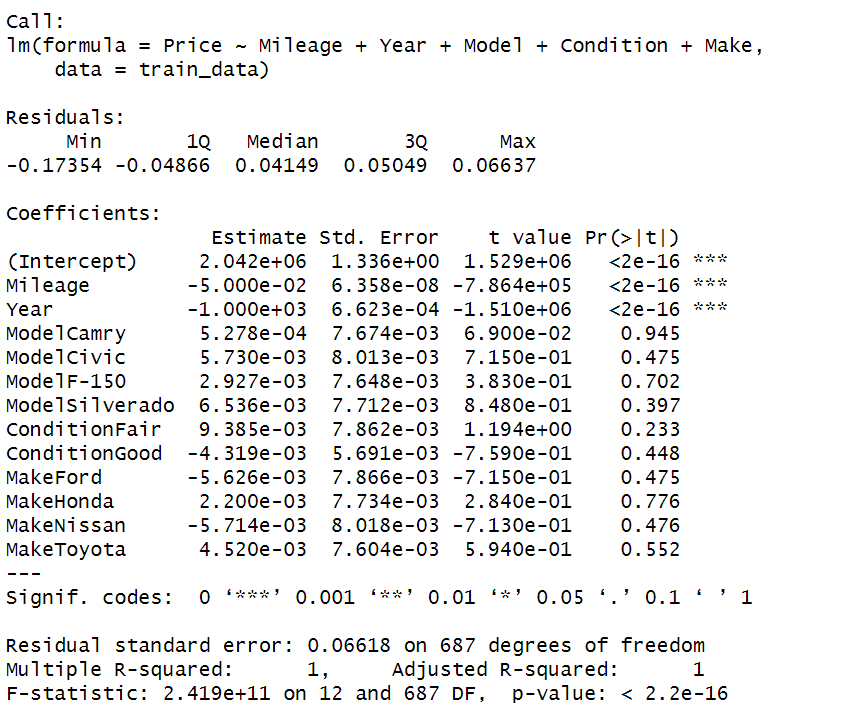 Call:
lm(formula = Price ~ Mileage + Year + Model + Condition + Make,
    data = train_data)

Residuals:
     Min       1Q   Median       3Q      Max
-0.17354 -0.04866  0.04149  0.05049  0.06637

Coefficients:
                 Estimate Std. Error    t value Pr(>|t|)
(Intercept)     2.042e+06  1.336e+00  1.529e+06   <2e-16 ***
Mileage        -5.000e-02  6.358e-08 -7.864e+05   <2e-16 ***
Year           -1.000e+03  6.623e-04 -1.510e+06   <2e-16 ***
ModelCamry      5.278e-04  7.674e-03  6.900e-02    0.945
ModelCivic      5.730e-03  8.013e-03  7.150e-01    0.475
ModelF-150      2.927e-03  7.648e-03  3.830e-01    0.702
ModelSilverado  6.536e-03  7.712e-03  8.480e-01    0.397
ConditionFair   9.385e-03  7.862e-03  1.194e+00    0.233
ConditionGood  -4.319e-03  5.691e-03 -7.590e-01    0.448
MakeFord       -5.626e-03  7.866e-03 -7.150e-01    0.475
MakeHonda       2.200e-03  7.734e-03  2.840e-01    0.776
MakeNissan     -5.714e-03  8.018e-03 -7.130e-01    0.476
MakeToyota      4.520e-03  7.604e-03  5.940e-01    0.552
---
Signif. codes:  0 ‘***’ 0.001 ‘**’ 0.01 ‘*’ 0.05 ‘.’ 0.1 ‘ ’ 1

Residual standard error: 0.06618 on 687 degrees of freedom
Multiple R-squared:      1,	Adjusted R-squared:      1
F-statistic: 2.419e+11 on 12 and 687 DF,  p-value: < 2.2e-16